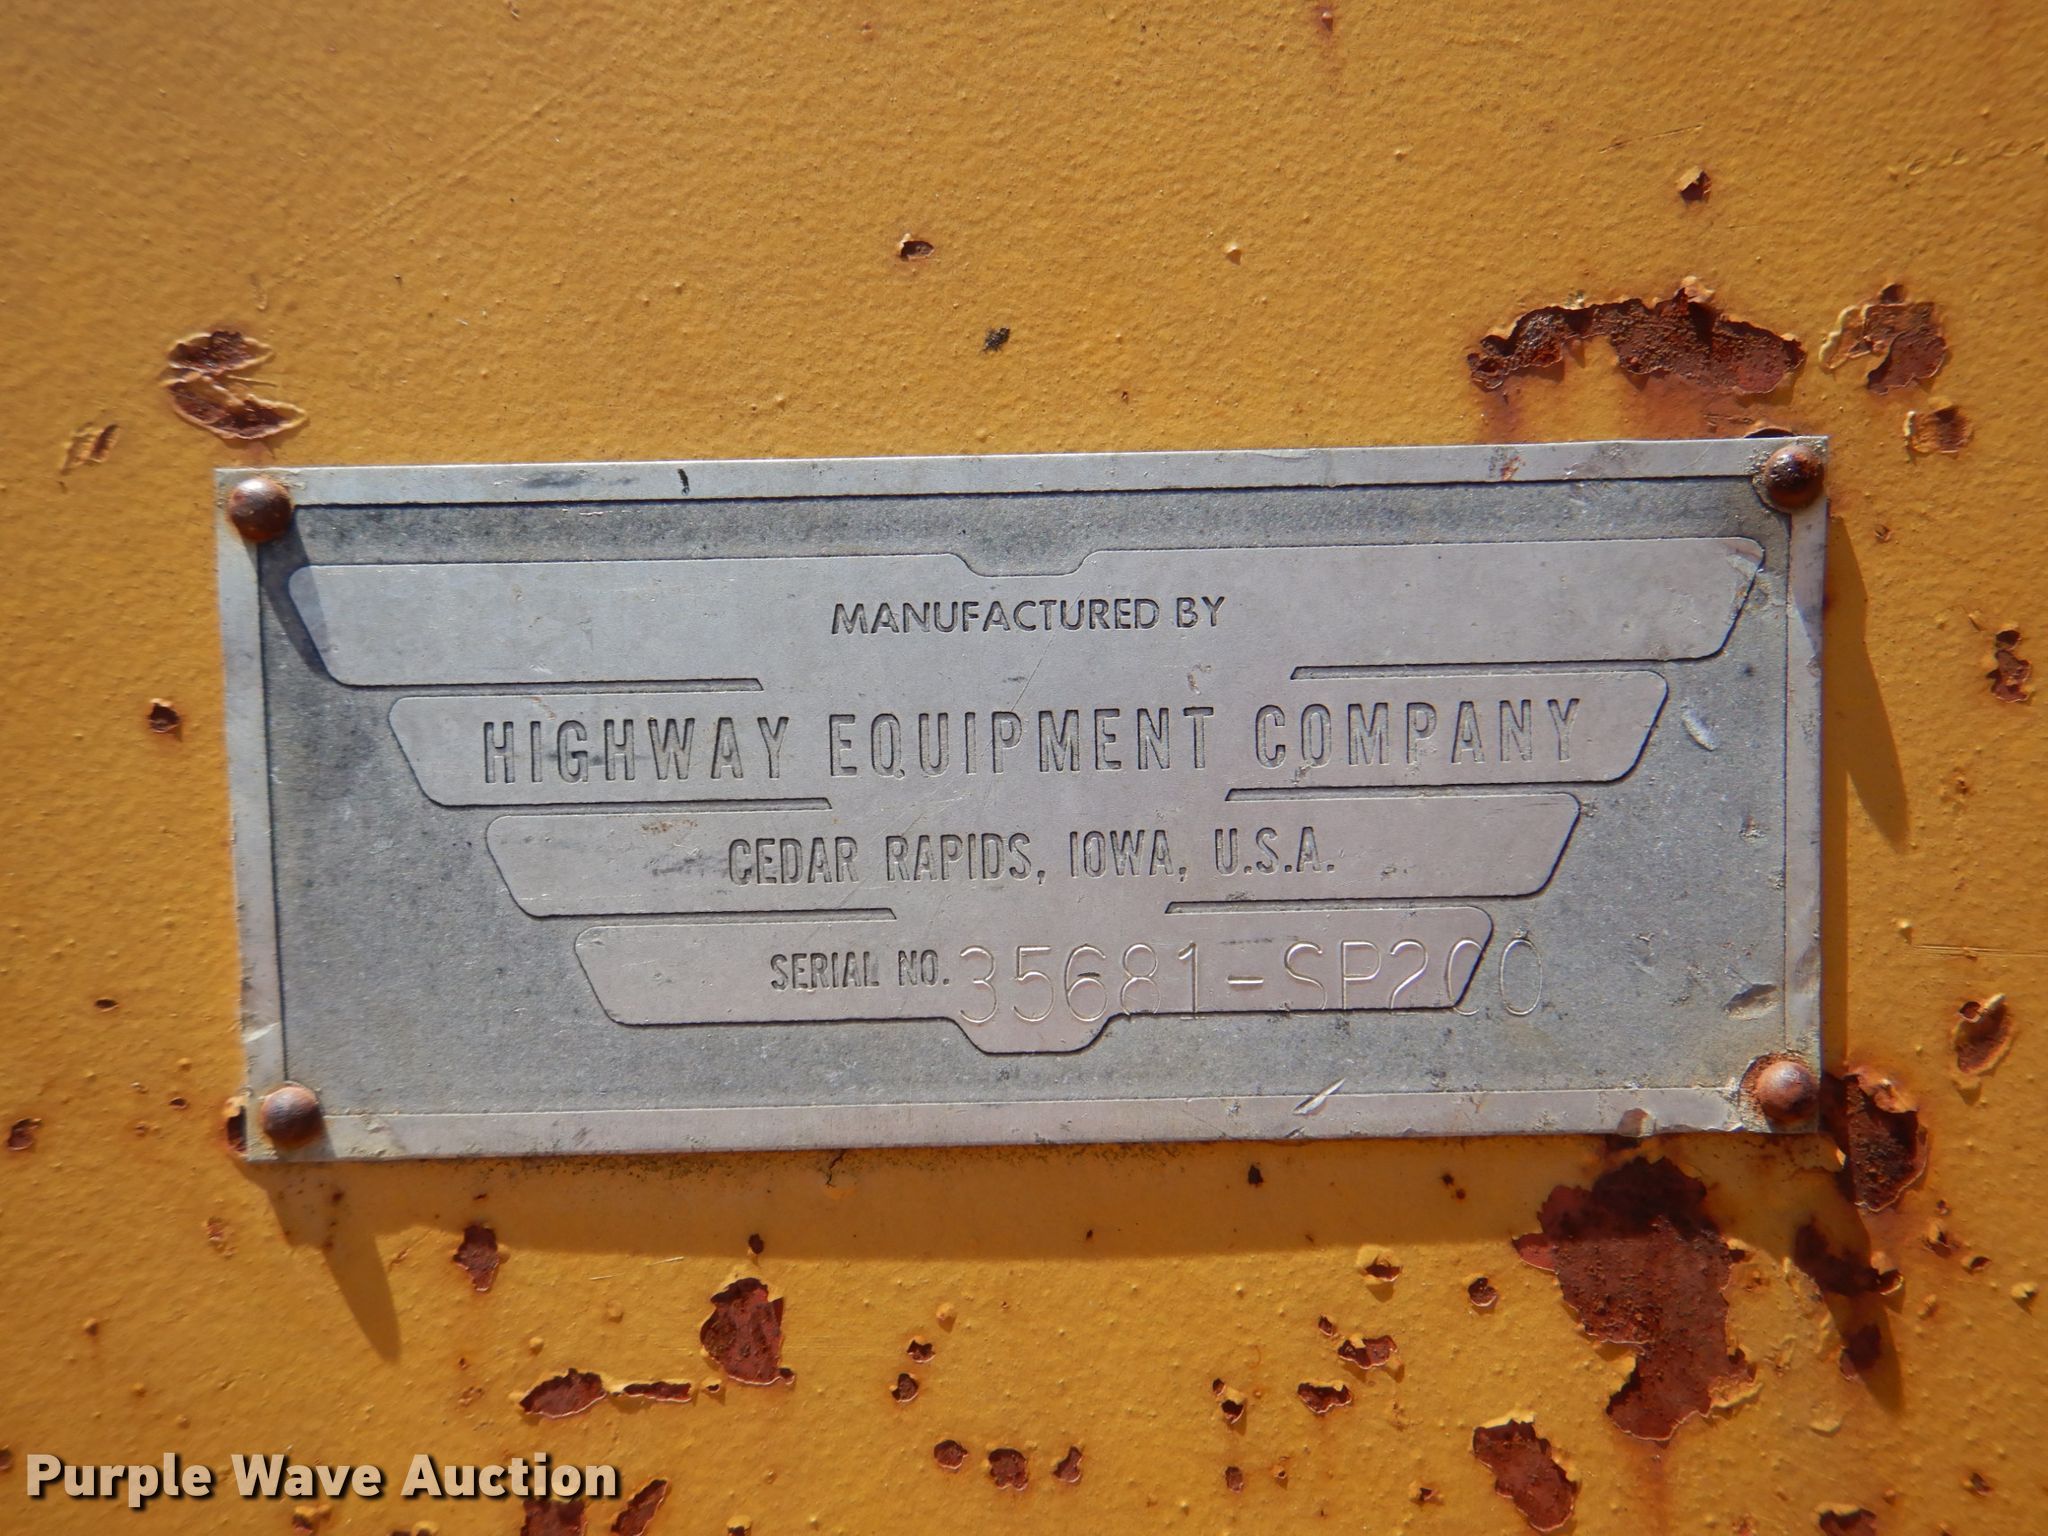 MANUFACTURED BY
HIGHWAY EQUIPMENT COMPANY
CEDAR RAPIDS, IOWA, U.S.A.
SERIAL NO. 35681-SP200
Purple Wave Auction